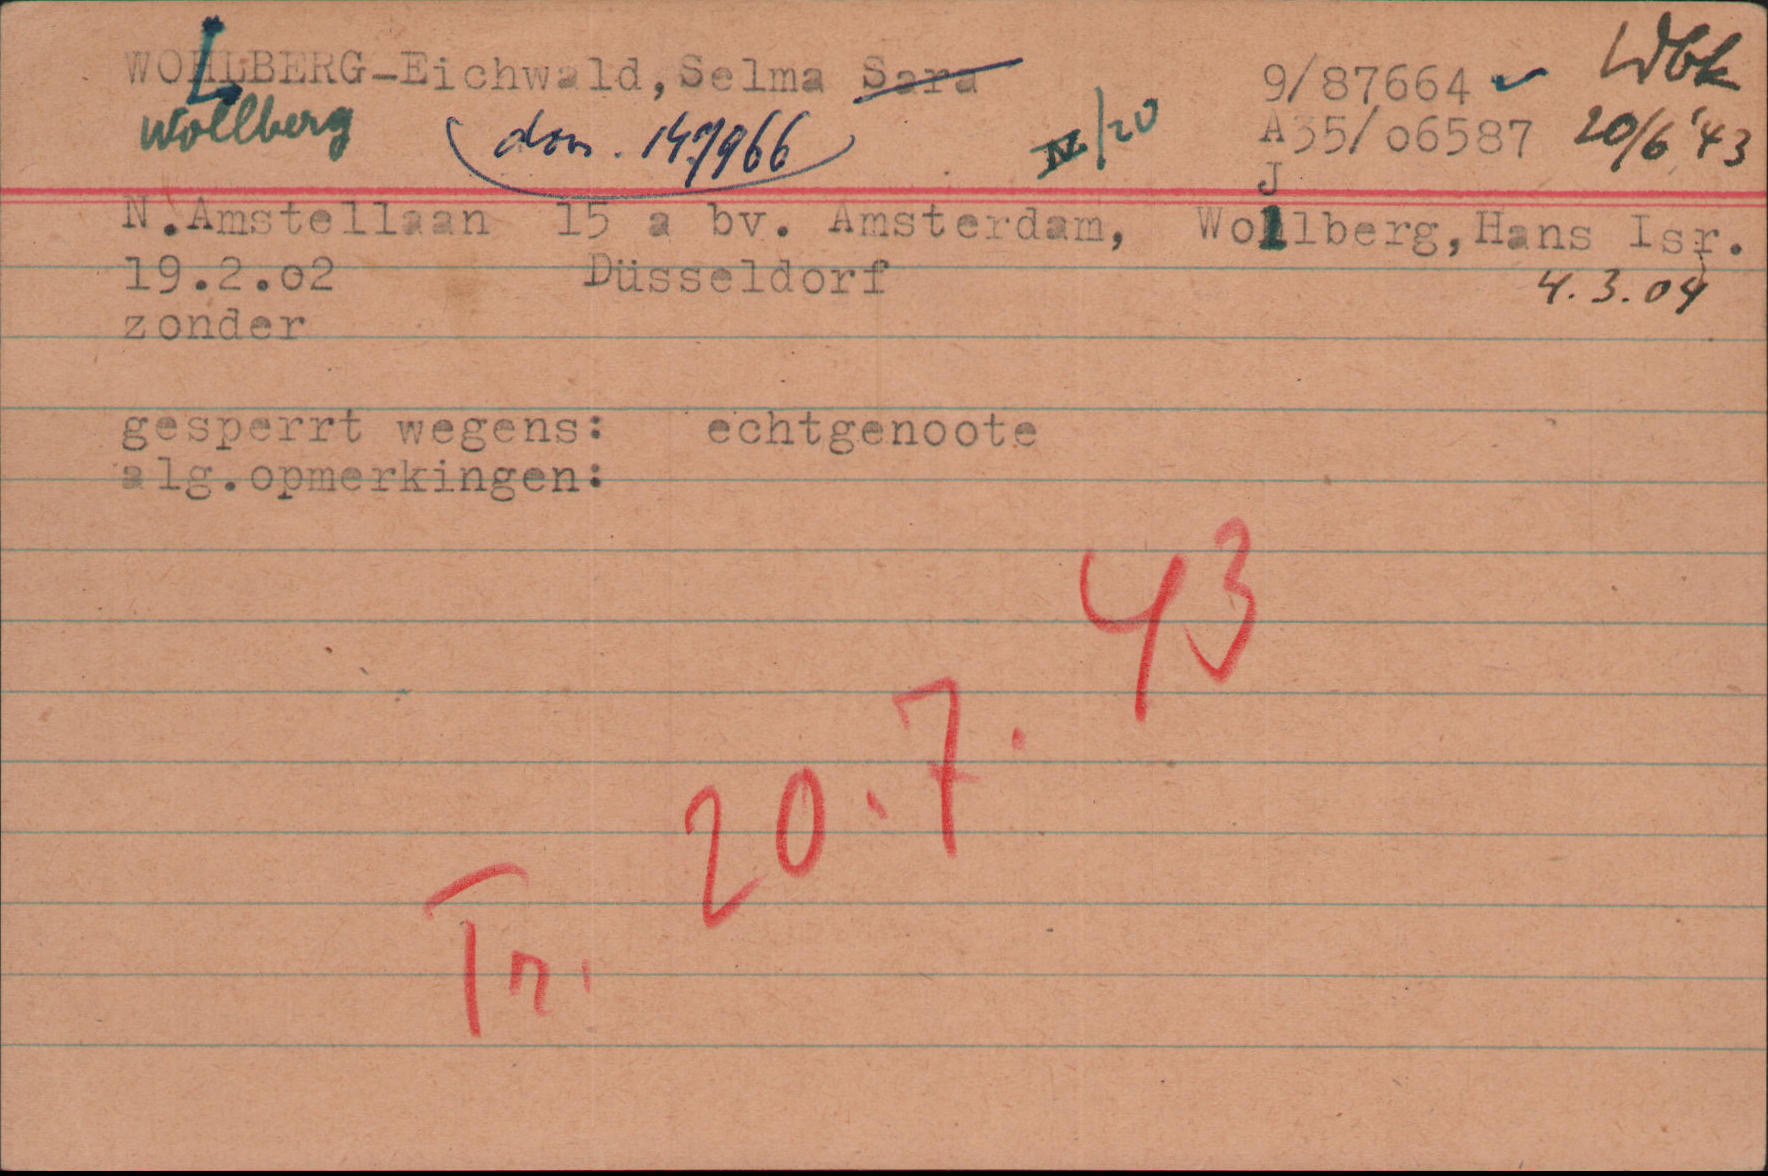 WOLLBERG-Eichwald, Selma Sara
9/87664 ✓ Wbk
Wollberg
(don. 147966)
IV/20
A35/06587 20/6 '43
J
N.Amstellaan 15 a bv. Amsterdam, Wollberg,Hans Isr.
19.2.02 Düsseldorf 4.3.04
zonder
gesperrt wegens: echtgenoote
alg.opmerkingen:
Tr. 20.7.43